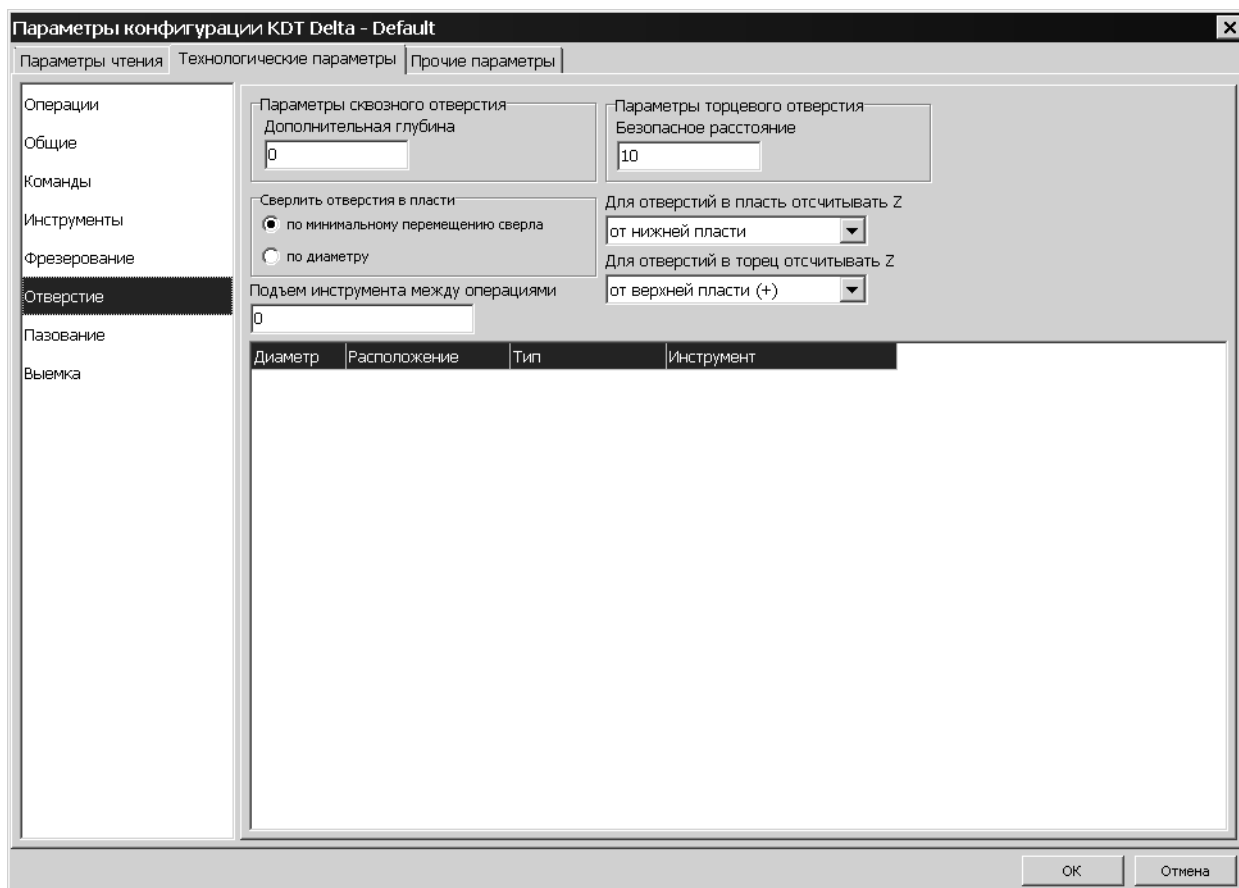 Параметры конфигурации KDT Delta - Default
Параметры чтения Технологические параметры Прочие параметры
Операции
Общие
Команды
Инструменты
Фрезерование
Отверстие
Пазование
Выемка
Параметры сквозного отверстия
Дополнительная глубина
0
Параметры торцевого отверстия
Безопасное расстояние
10
Сверлить отверстия в пласти
по минимальному перемещению сверла
по диаметру
Для отверстий в пласть отсчитывать Z
от нижней пласти
Для отверстий в торец отсчитывать Z
от верхней пласти (+)
Подъем инструмента между операциями
0
Диаметр Расположение Тип Инструмент
ОК Отмена